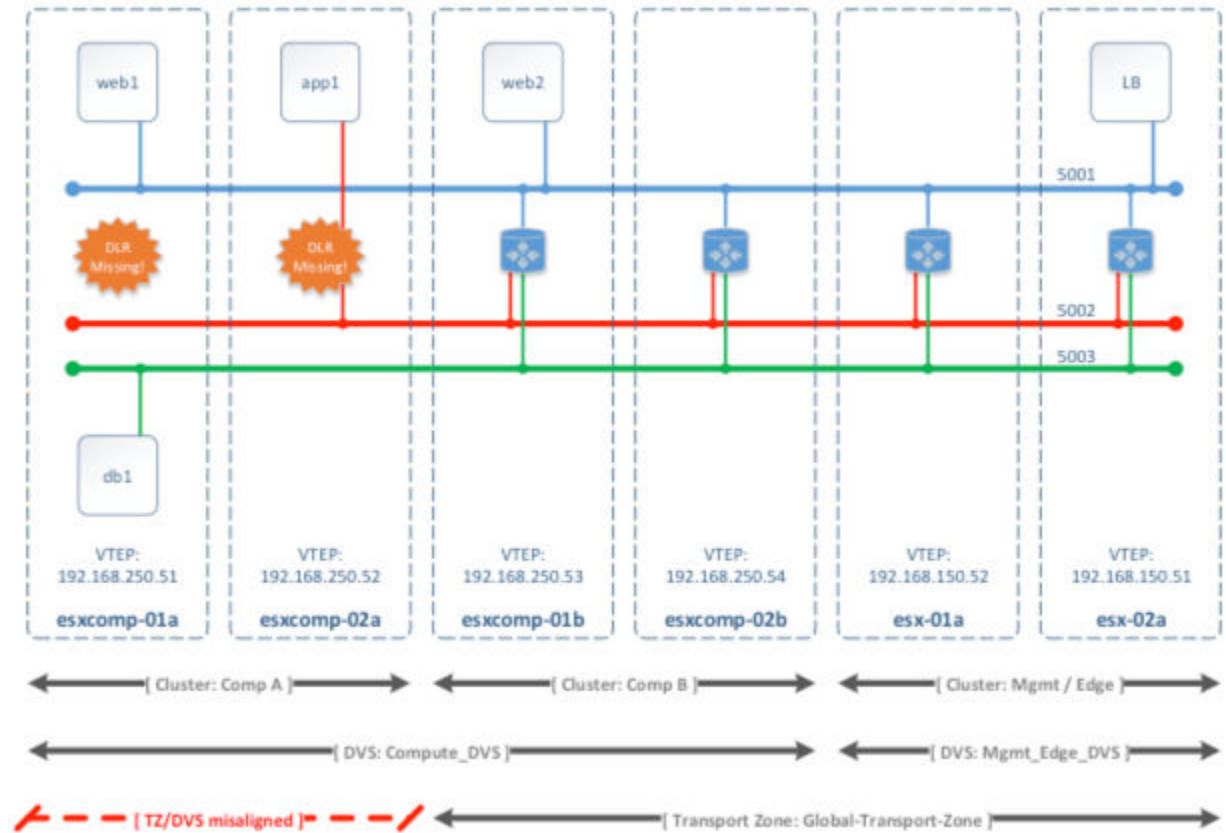 web1
app1
web2
LB
5001
DLR
Missing!
DLR
Missing!
5002
5003
db1
VTEP:
192.168.250.51
VTEP:
192.168.250.52
VTEP:
192.168.250.53
VTEP:
192.168.250.54
VTEP:
192.168.150.52
VTEP:
192.168.150.51
esxcomp-01a
esxcomp-02a
esxcomp-01b
esxcomp-02b
esx-01a
esx-02a
[ Cluster: Comp A ]
[ Cluster: Comp B ]
[ Cluster: Mgmt / Edge ]
[ DVS: Compute_DVS ]
[ DVS: Mgmt_Edge_DVS ]
[ TZ/DVS misaligned ]
[ Transport Zone: Global-Transport-Zone ]